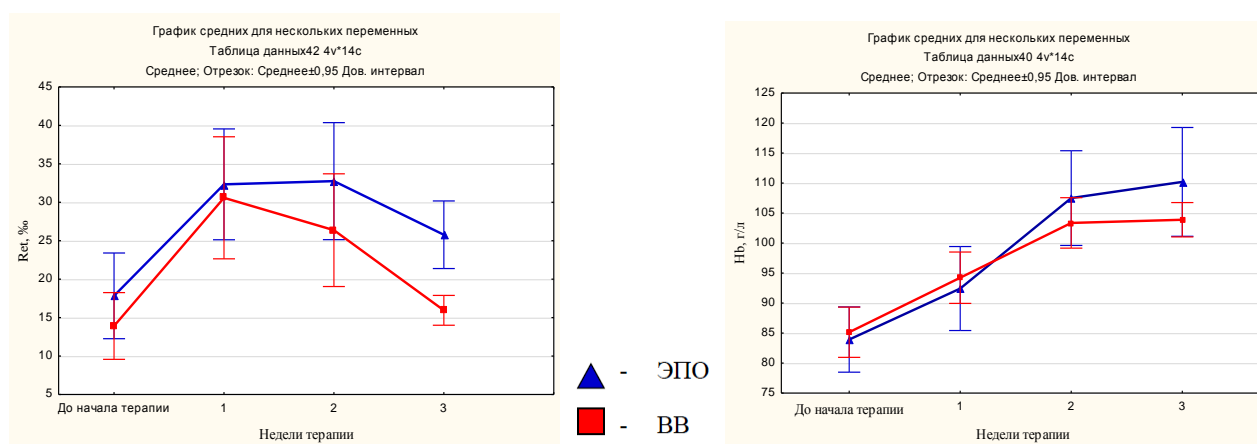 График средних для нескольких переменных
Таблица данных42 4v*14c
Среднее; Отрезок: Среднее±0,95 Дов. интервал
45
40
35
30
25
20
15
10
5
Ret, ‰
До начала терапии 1 2 3
Недели терапии
- ЭПО
- ВВ
График средних для нескольких переменных
Таблица данных40 4v*14c
Среднее; Отрезок: Среднее±0,95 Дов. интервал
125
120
115
110
105
100
95
90
85
80
75
Hb, г/л
До начала терапии 1 2 3
Недели терапии